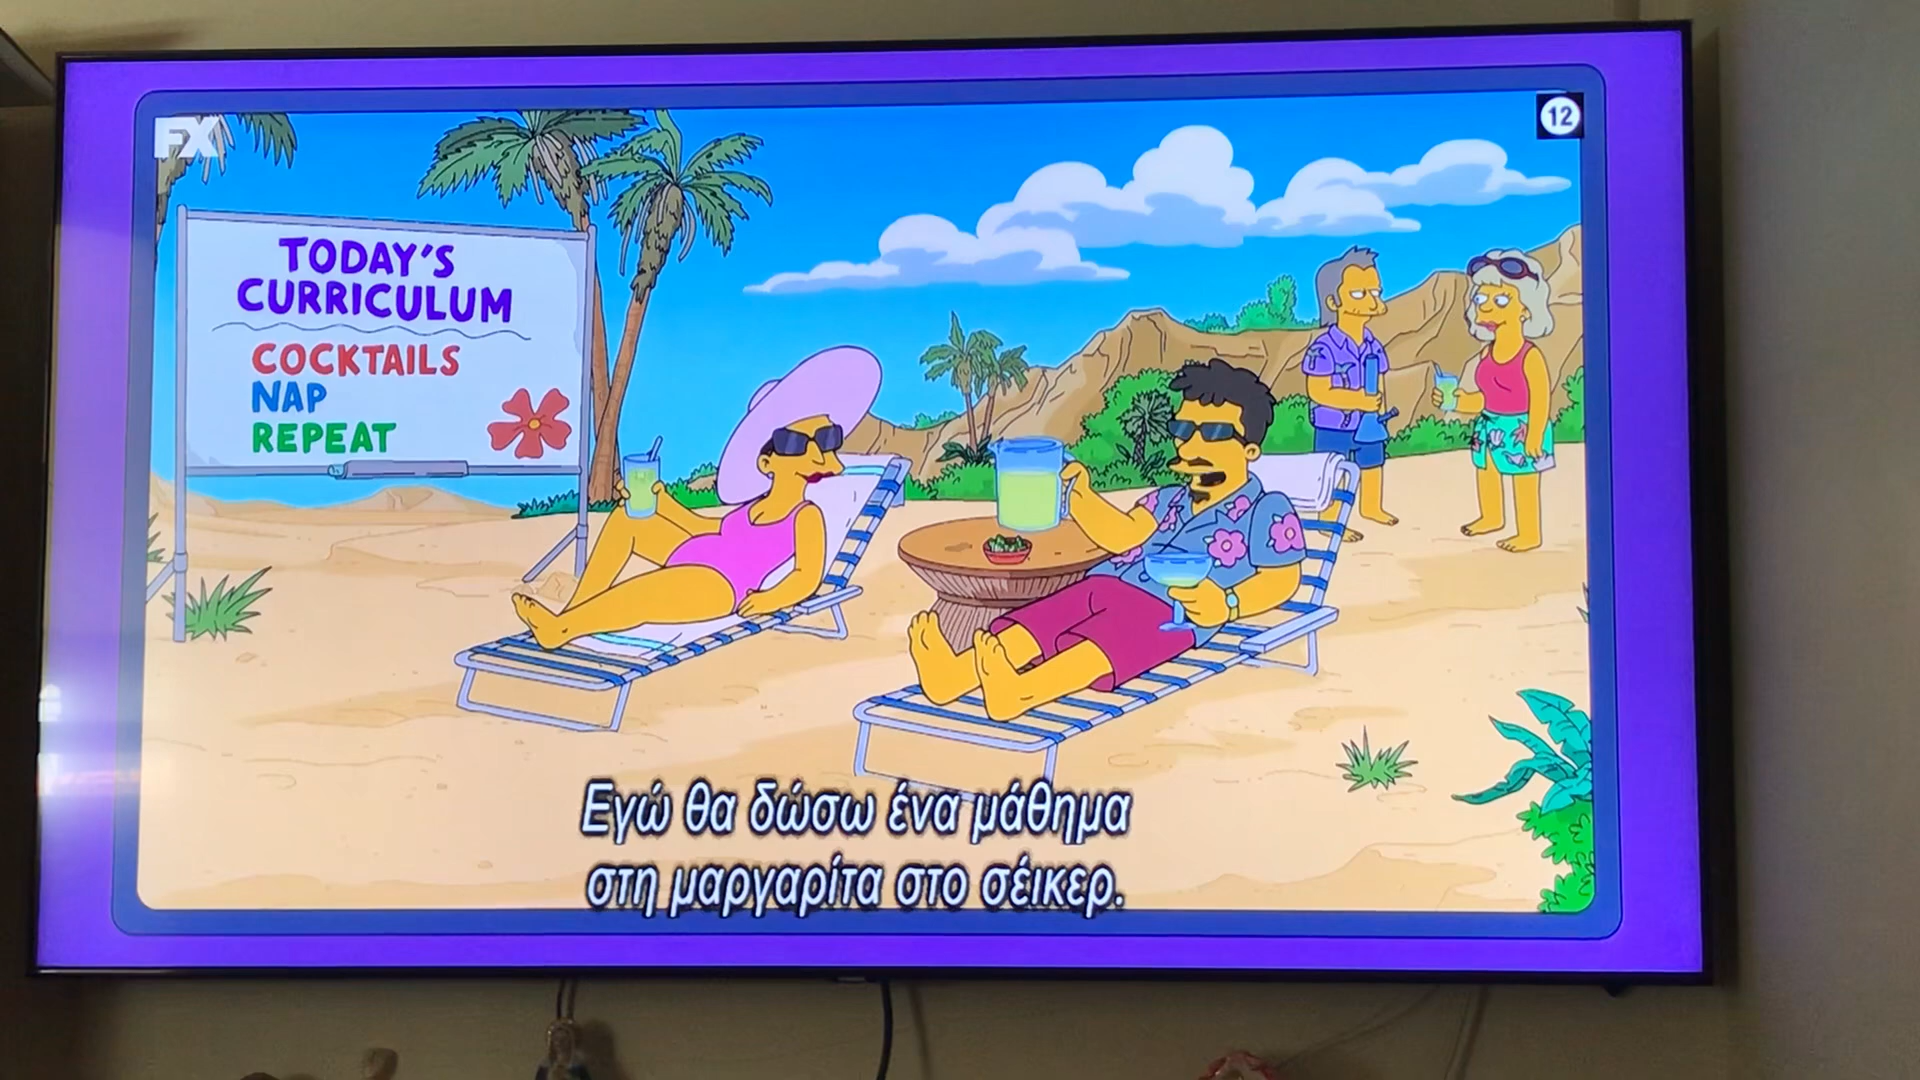 FX
12
TODAY'S
CURRICULUM
COCKTAILS
NAP
REPEAT
Εγώ θα δώσω ένα μάθημα
στη μαργαρίτα στο σέικερ.